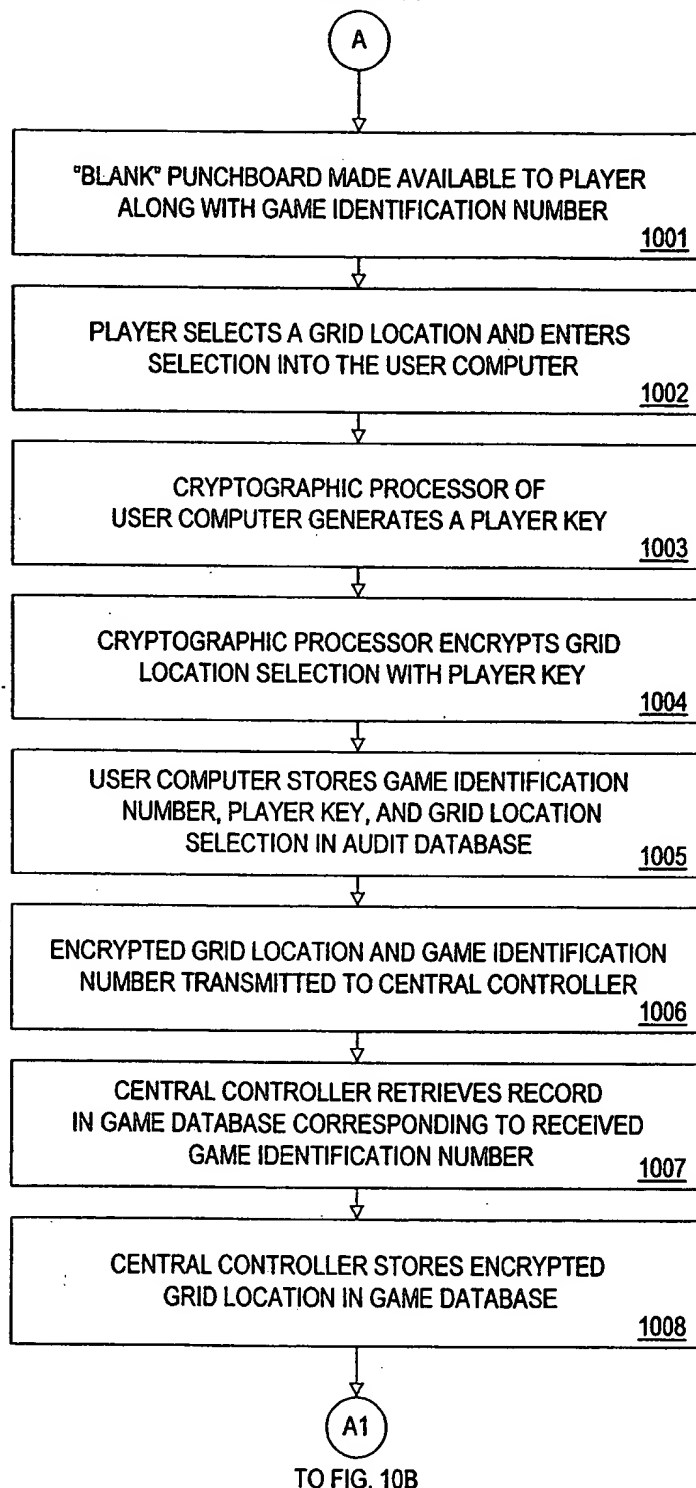 A
"BLANK" PUNCHBOARD MADE AVAILABLE TO PLAYER
ALONG WITH GAME IDENTIFICATION NUMBER
1001
PLAYER SELECTS A GRID LOCATION AND ENTERS
SELECTION INTO THE USER COMPUTER
1002
CRYPTOGRAPHIC PROCESSOR OF
USER COMPUTER GENERATES A PLAYER KEY
1003
CRYPTOGRAPHIC PROCESSOR ENCRYPTS GRID
LOCATION SELECTION WITH PLAYER KEY
1004
USER COMPUTER STORES GAME IDENTIFICATION
NUMBER, PLAYER KEY, AND GRID LOCATION
SELECTION IN AUDIT DATABASE
1005
ENCRYPTED GRID LOCATION AND GAME IDENTIFICATION
NUMBER TRANSMITTED TO CENTRAL CONTROLLER
1006
CENTRAL CONTROLLER RETRIEVES RECORD
IN GAME DATABASE CORRESPONDING TO RECEIVED
GAME IDENTIFICATION NUMBER
1007
CENTRAL CONTROLLER STORES ENCRYPTED
GRID LOCATION IN GAME DATABASE
1008
A1
TO FIG. 10B